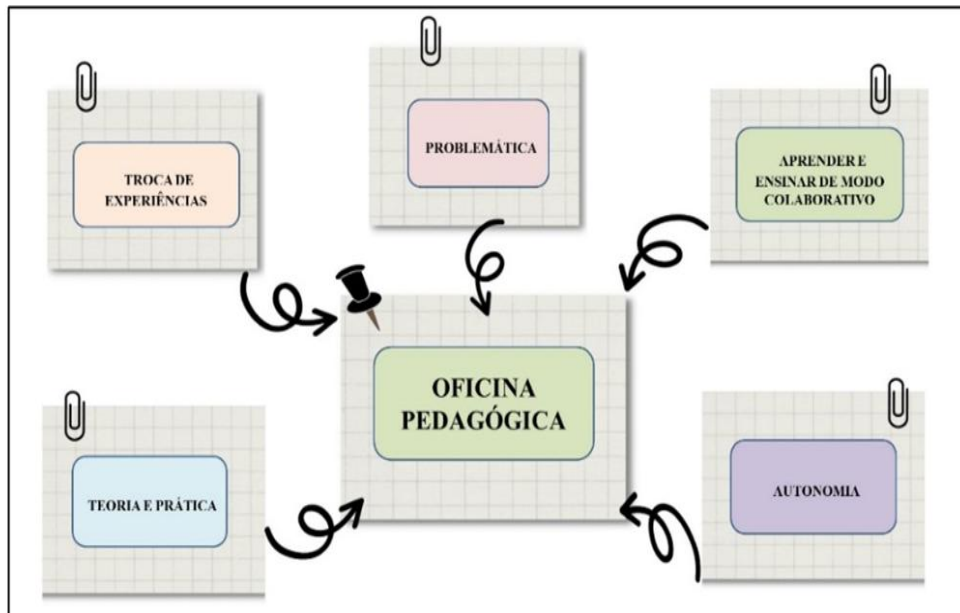 TROCA DE
EXPERIÊNCIAS
PROBLEMÁTICA
APRENDER E
ENSINAR DE MODO
COLABORATIVO
OFICINA
PEDAGÓGICA
TEORIA E PRÁTICA
AUTONOMIA